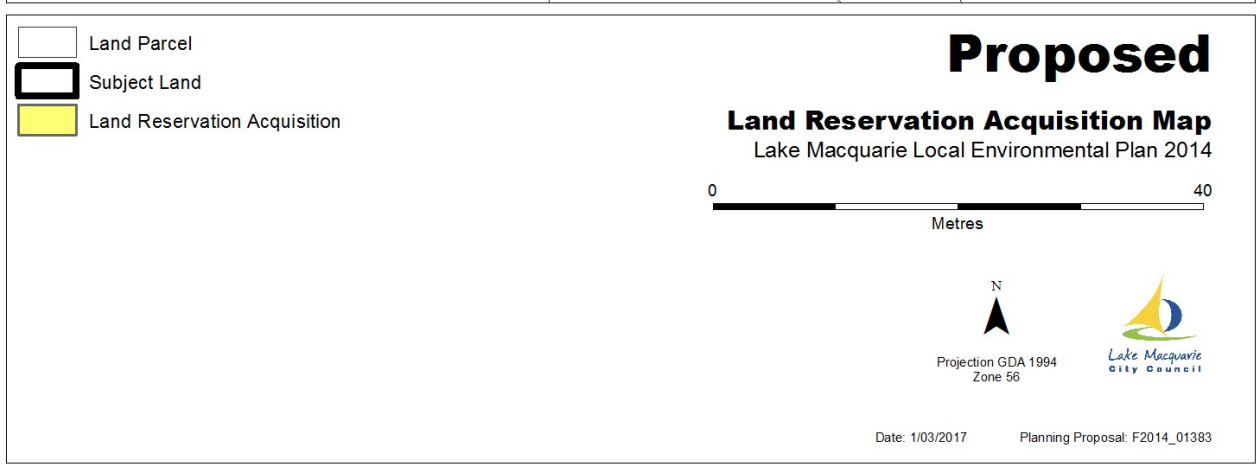 Land Parcel
Subject Land
Land Reservation Acquisition
Proposed
Land Reservation Acquisition Map
Lake Macquarie Local Environmental Plan 2014
0 40
Metres
N
Projection GDA 1994
Zone 56
Lake Macquarie
City Council
Date: 1/03/2017 Planning Proposal: F2014_01383